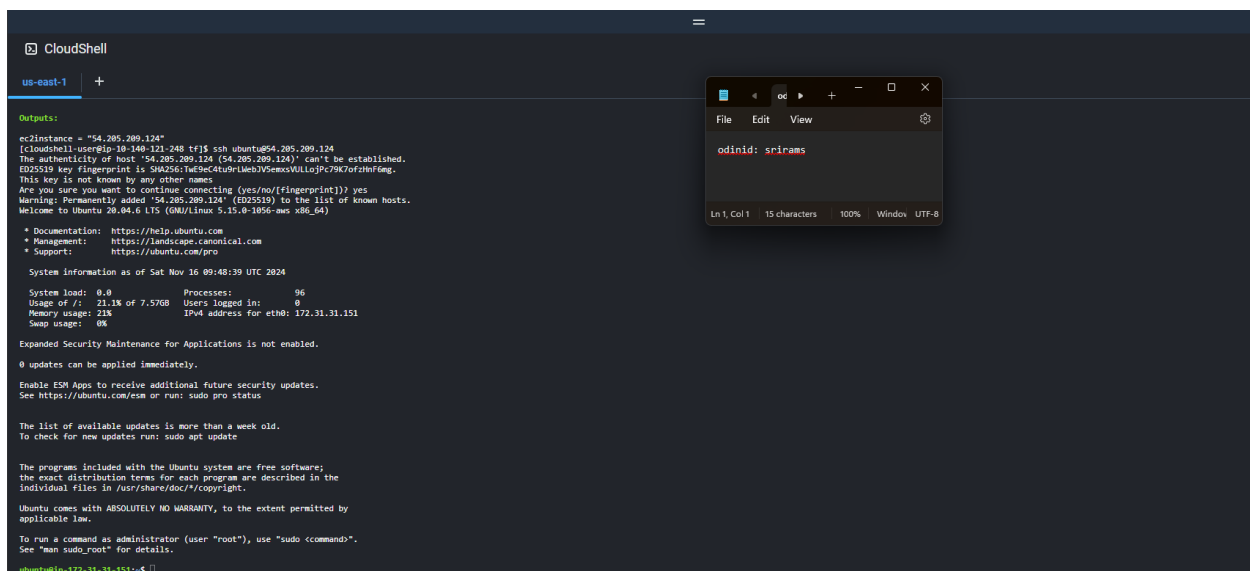 CloudShell
us-east-1
Outputs:
ec2instance = "54.205.209.124"
[cloudshell-user@ip-10-140-121-248 tf]$ ssh ubuntu@54.205.209.124
The authenticity of host '54.205.209.124 (54.205.209.124)' can't be established.
ED25519 key fingerprint is SHA256:TwE9eC4tu9rLWebJV5emxsVULLojPc79K7ofzHnF6mg.
This key is not known by any other names
Are you sure you want to continue connecting (yes/no/[fingerprint])? yes
Warning: Permanently added '54.205.209.124' (ED25519) to the list of known hosts.
Welcome to Ubuntu 20.04.6 LTS (GNU/Linux 5.15.0-1056-aws x86_64)
* Documentation: https://help.ubuntu.com
* Management: https://landscape.canonical.com
* Support: https://ubuntu.com/pro
System information as of Sat Nov 16 09:48:39 UTC 2024
System load: 0.0 Processes: 96
Usage of /: 21.1% of 7.57GB Users logged in: 0
Memory usage: 21% IPv4 address for eth0: 172.31.31.151
Swap usage: 0%
Expanded Security Maintenance for Applications is not enabled.
0 updates can be applied immediately.
Enable ESM Apps to receive additional future security updates.
See https://ubuntu.com/esm or run: sudo pro status
The list of available updates is more than a week old.
To check for new updates run: sudo apt update
The programs included with the Ubuntu system are free software;
the exact distribution terms for each program are described in the
individual files in /usr/share/doc/*/copyright.
Ubuntu comes with ABSOLUTELY NO WARRANTY, to the extent permitted by
applicable law.
To run a command as administrator (user "root"), use "sudo <command>".
See "man sudo_root" for details.
ubuntu@ip-172-31-31-151:~$
od
File Edit View
odinid: srirams
Ln 1, Col 1 15 characters 100% Window UTF-8